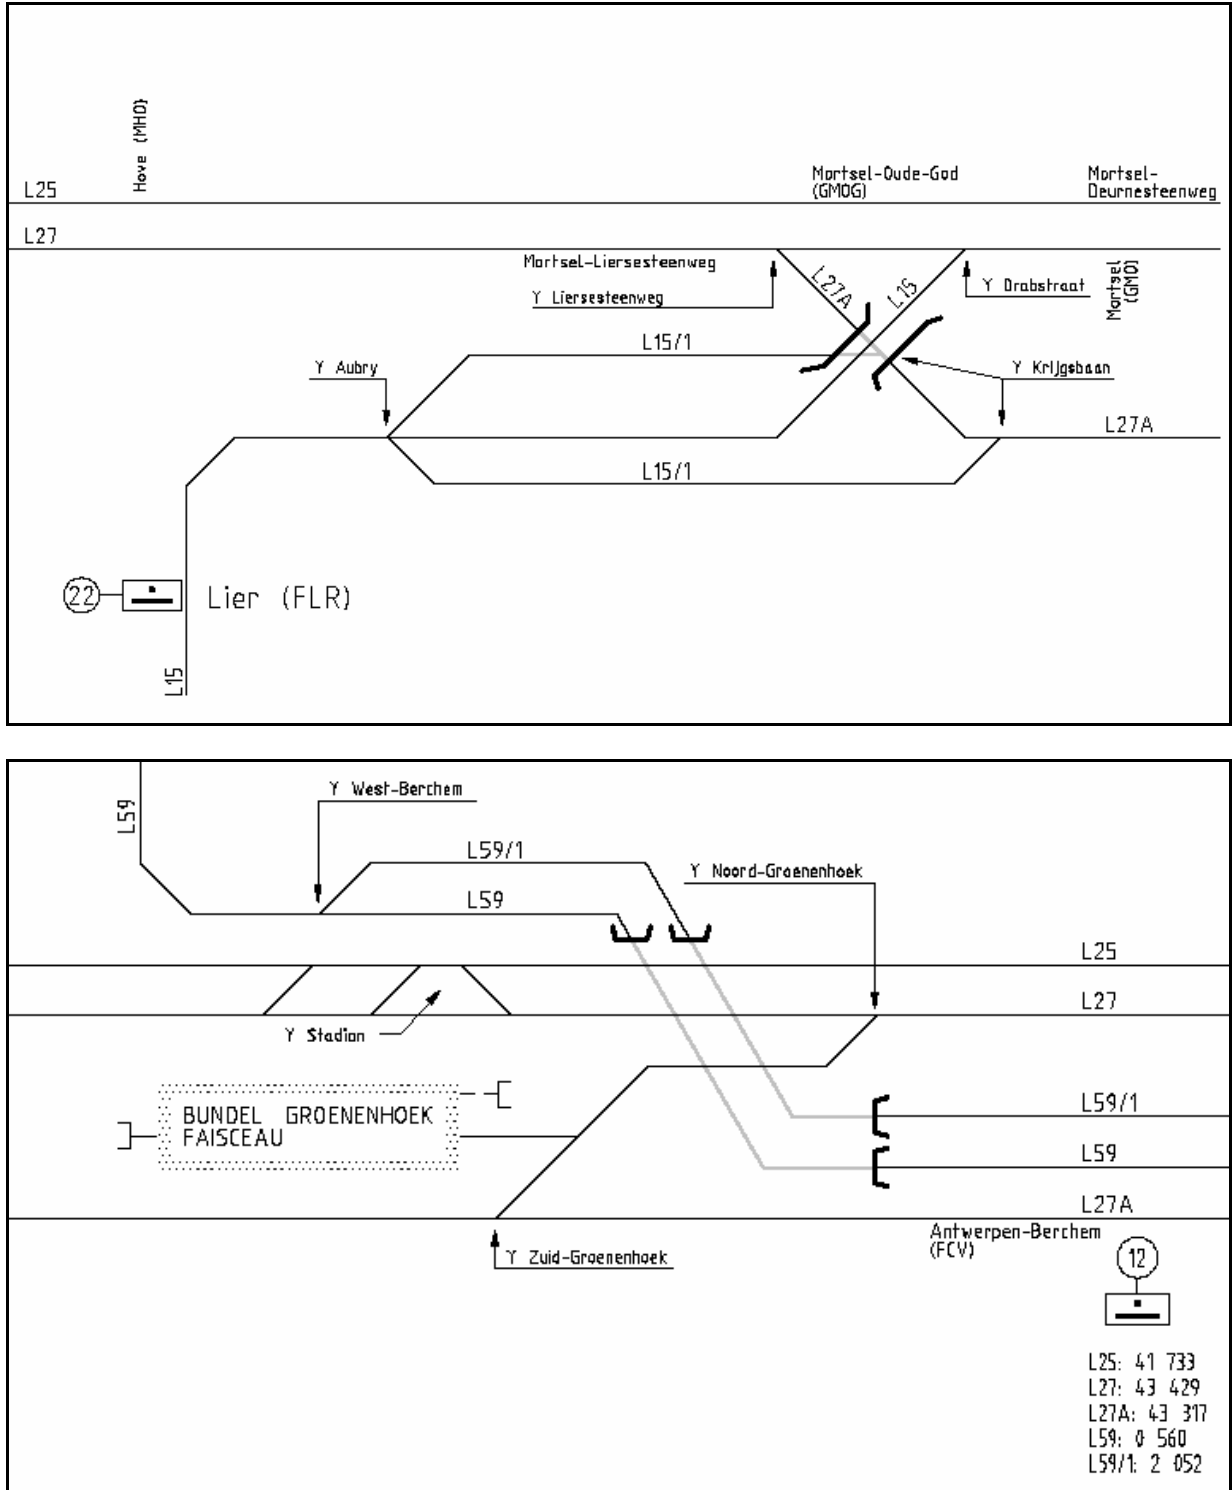 Hove (MHO)
L25
Mortsel-Oude-God
(GMOG)
Mortsel-
Deurnesteenweg
L27
Mortsel-Liersesteenweg
Y Liersesteenweg
L27A
L15
Y Drabstraat
Mortsel
(GMO)
L15/1
Y Aubry
Y Krijgsbaan
L27A
L15/1
22
Lier (FLR)
L15
L59
Y West-Berchem
L59/1
Y Noord-Groenenhoek
L59
L25
L27
Y Stadion
BUNDEL GROENENHOEK
FAISCEAU
L59/1
L59
L27A
Antwerpen-Berchem
(FCV)
Y Zuid-Groenenhoek
12
L25: 41 733
L27: 43 429
L27A: 43 317
L59: 0 560
L59/1: 2 052